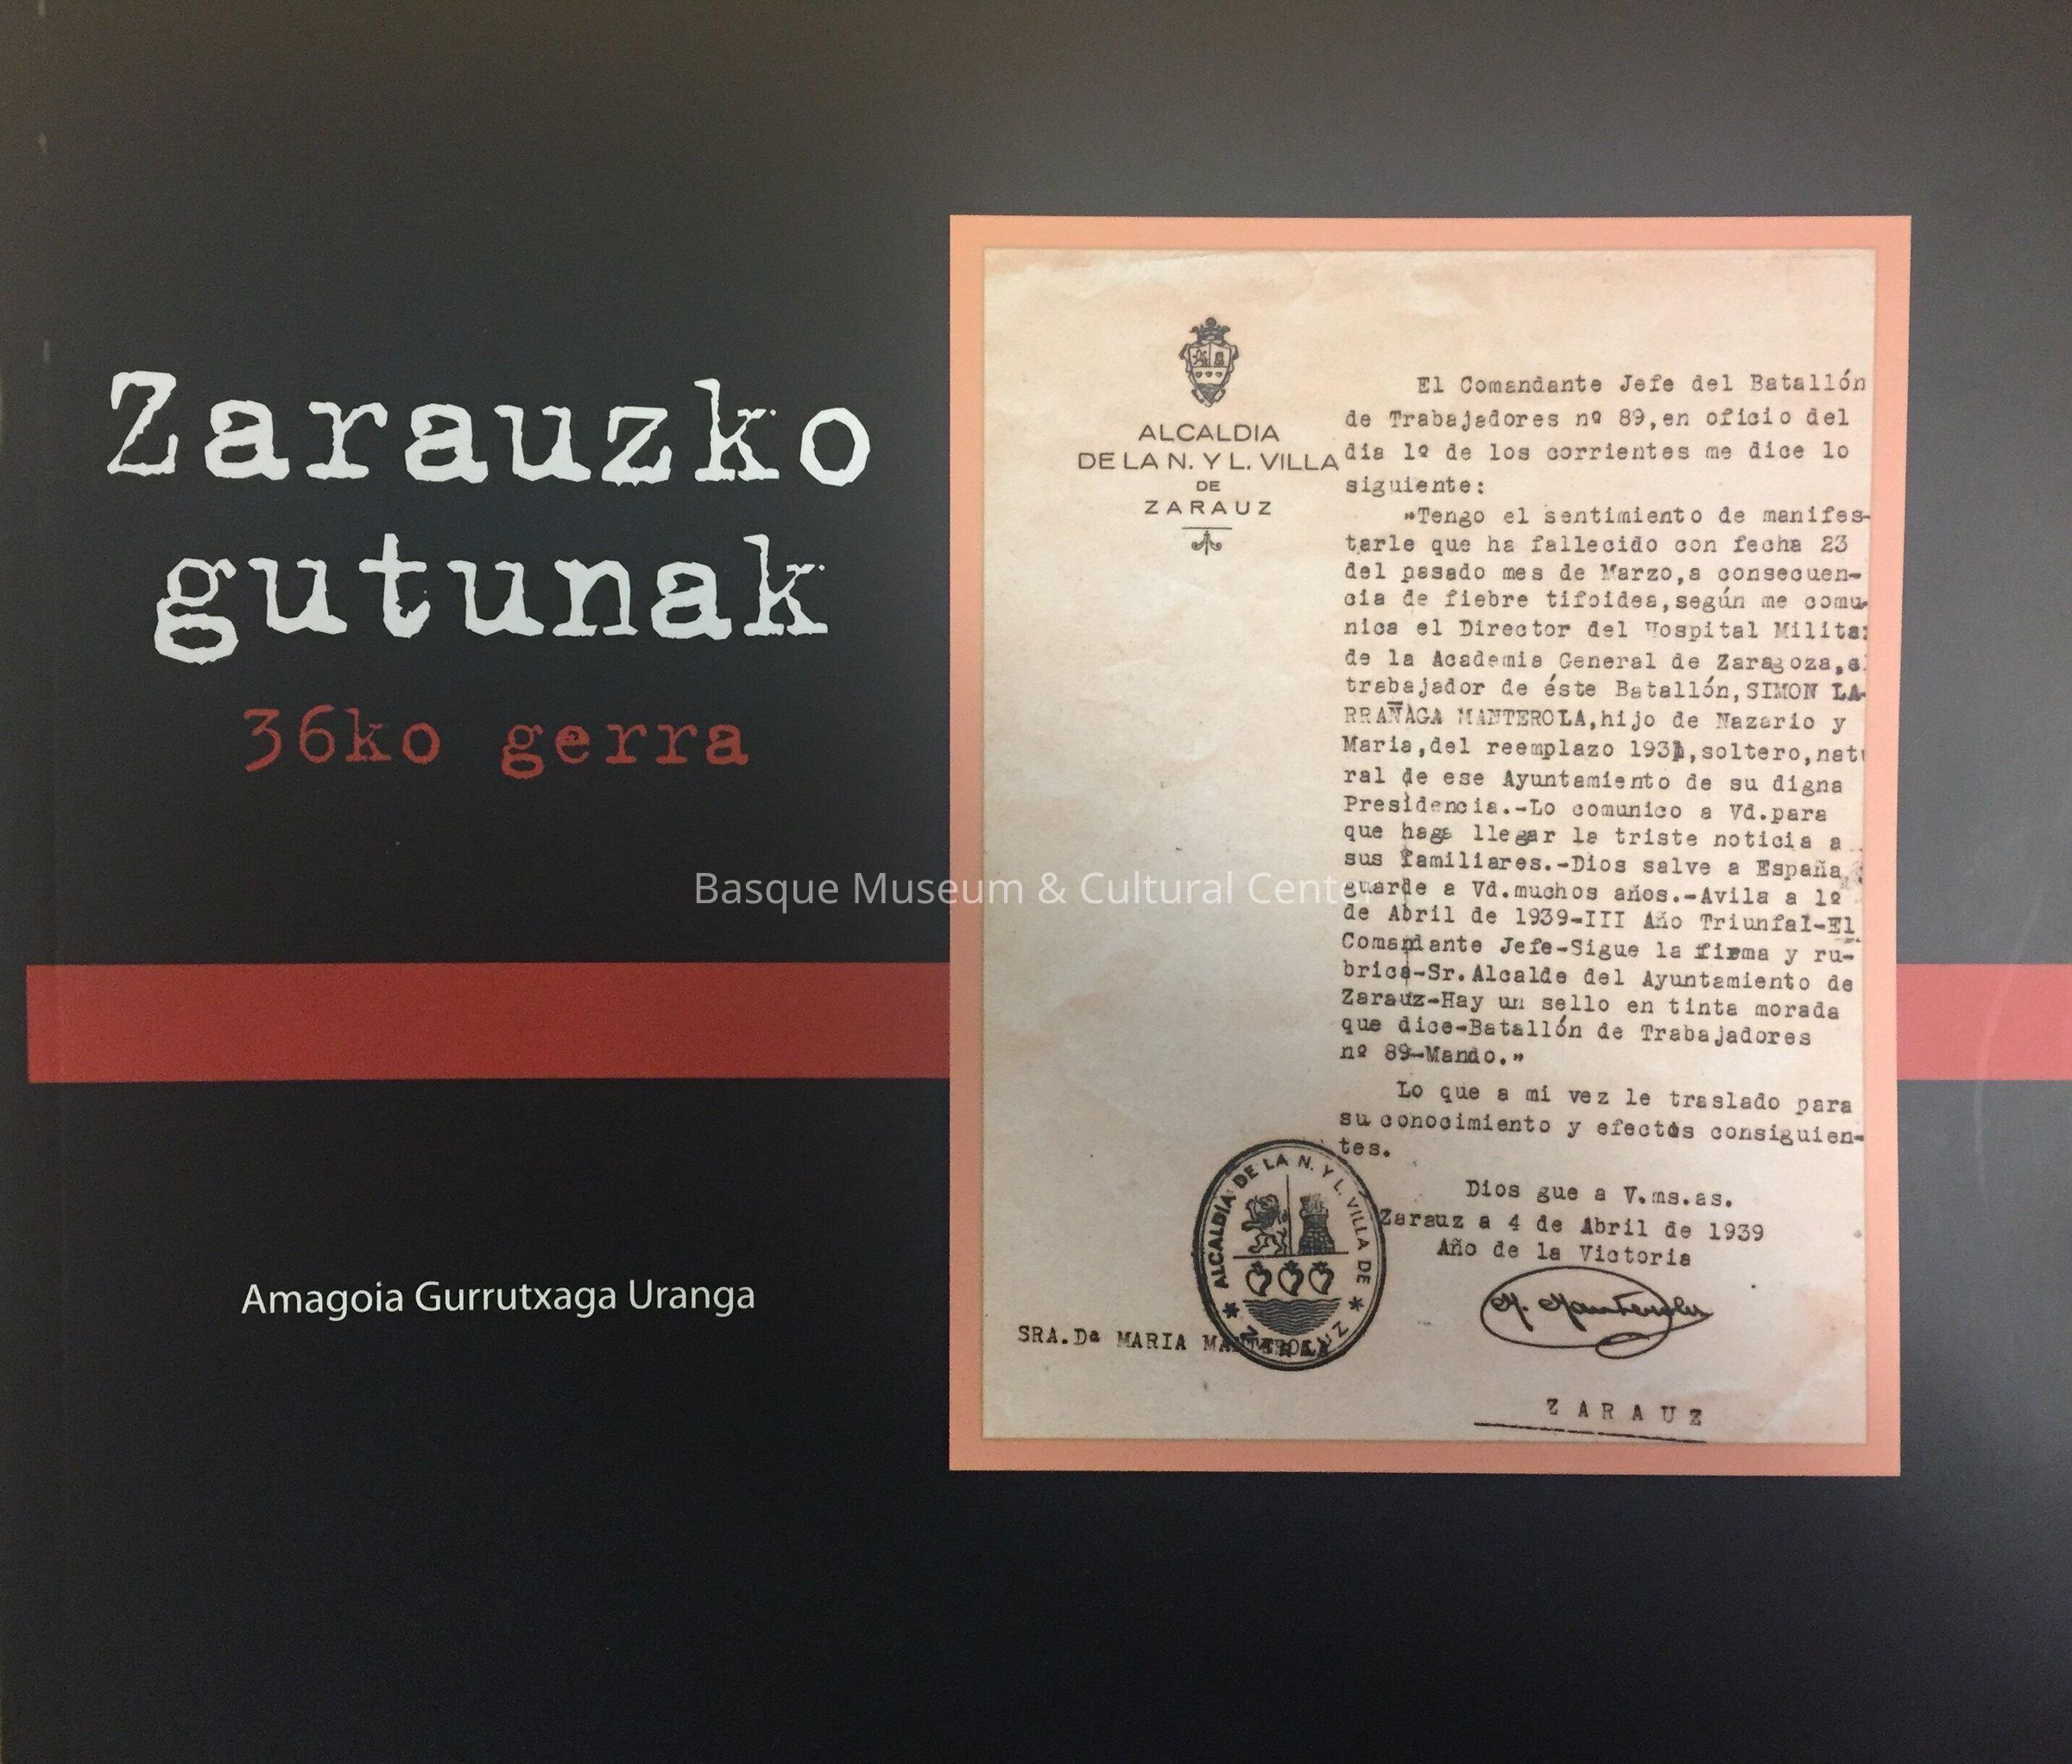 Zarauzko
gutunak
36ko gerra
Amagoia Gurrutxaga Uranga
Basque Museum & Cultural Center
ALCALDIA
DE LA N. Y L. VILLA
DE
ZARAUZ
El Comandante Jefe del Batallón
de Trabajadores nº 89,en oficio del
dia 1º de los corrientes me dice lo
siguiente:
"Tengo el sentimiento de manifes-
tarle que ha fallecido con fecha 23
del pasado mes de Marzo,a consecuen-
cia de fiebre tifoidea,según me comu-
nica el Director del Hospital Milita
de la Academia General de Zaragoza,e
trabajador de éste Batallón,SIMON LA-
RRAÑAGA MANTEROLA,hijo de Nazario y
Maria,del reemplazo 1931,soltero,natu
ral de ese Ayuntamiento de su digna
Presidencia.-Lo comunico a Vd.para
que haga llegar la triste noticia a
sus familiares.-Dios salve a España
guarde a Vd.muchos años.-Avila a 1º
de Abril de 1939-III Año Triunfal-El
Comandante Jefe-Sigue la firma y ru-
brica-Sr.Alcalde del Ayuntamiento de
Zarauz-Hay un sello en tinta morada
que dice-Batallón de Trabajadores
nº 89-Mando."
Lo que a mi vez le traslado para
su conocimiento y efectos consiguien-
tes.
Dios gue a V.ms.as.
Zarauz a 4 de Abril de 1939
Año de la Victoria
ALCALDIA DE LA N. Y L. VILLA DE * ZARAUZ *
SRA.Dª MARIA MANTEROLA
ZARAUZ